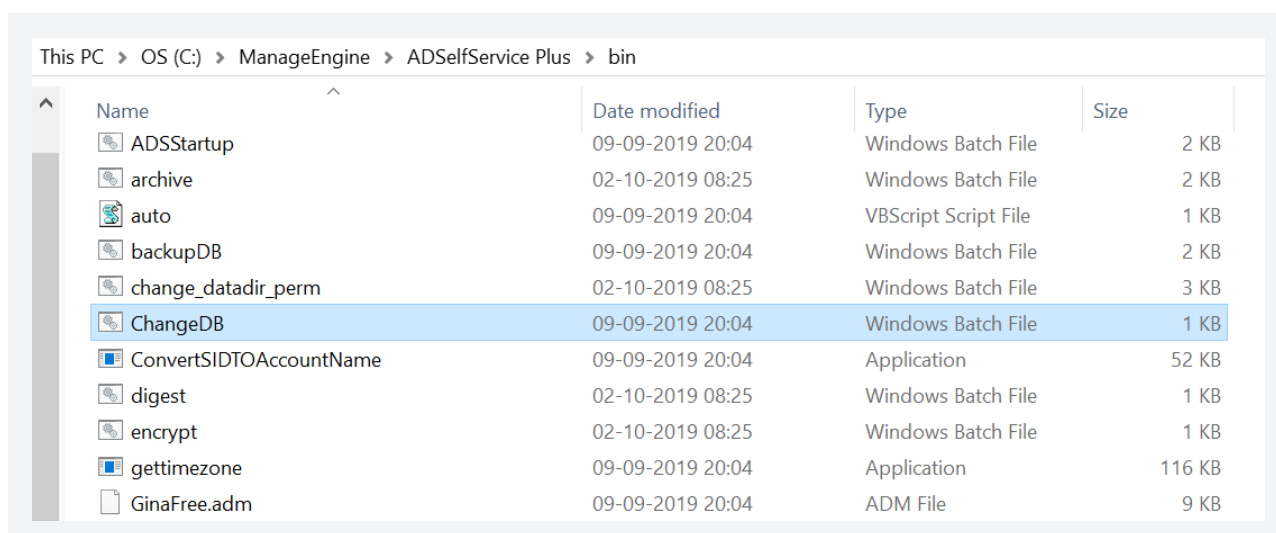 This PC > OS (C:) > ManageEngine > ADSelfService Plus > bin
Name Date modified Type Size
ADSStartup 09-09-2019 20:04 Windows Batch File 2 KB
archive 02-10-2019 08:25 Windows Batch File 2 KB
auto 09-09-2019 20:04 VBScript Script File 1 KB
backupDB 09-09-2019 20:04 Windows Batch File 2 KB
change_datadir_perm 02-10-2019 08:25 Windows Batch File 3 KB
ChangeDB 09-09-2019 20:04 Windows Batch File 1 KB
ConvertSIDTOAccountName 09-09-2019 20:04 Application 52 KB
digest 02-10-2019 08:25 Windows Batch File 1 KB
encrypt 02-10-2019 08:25 Windows Batch File 1 KB
gettimezone 09-09-2019 20:04 Application 116 KB
GinaFree.adm 09-09-2019 20:04 ADM File 9 KB